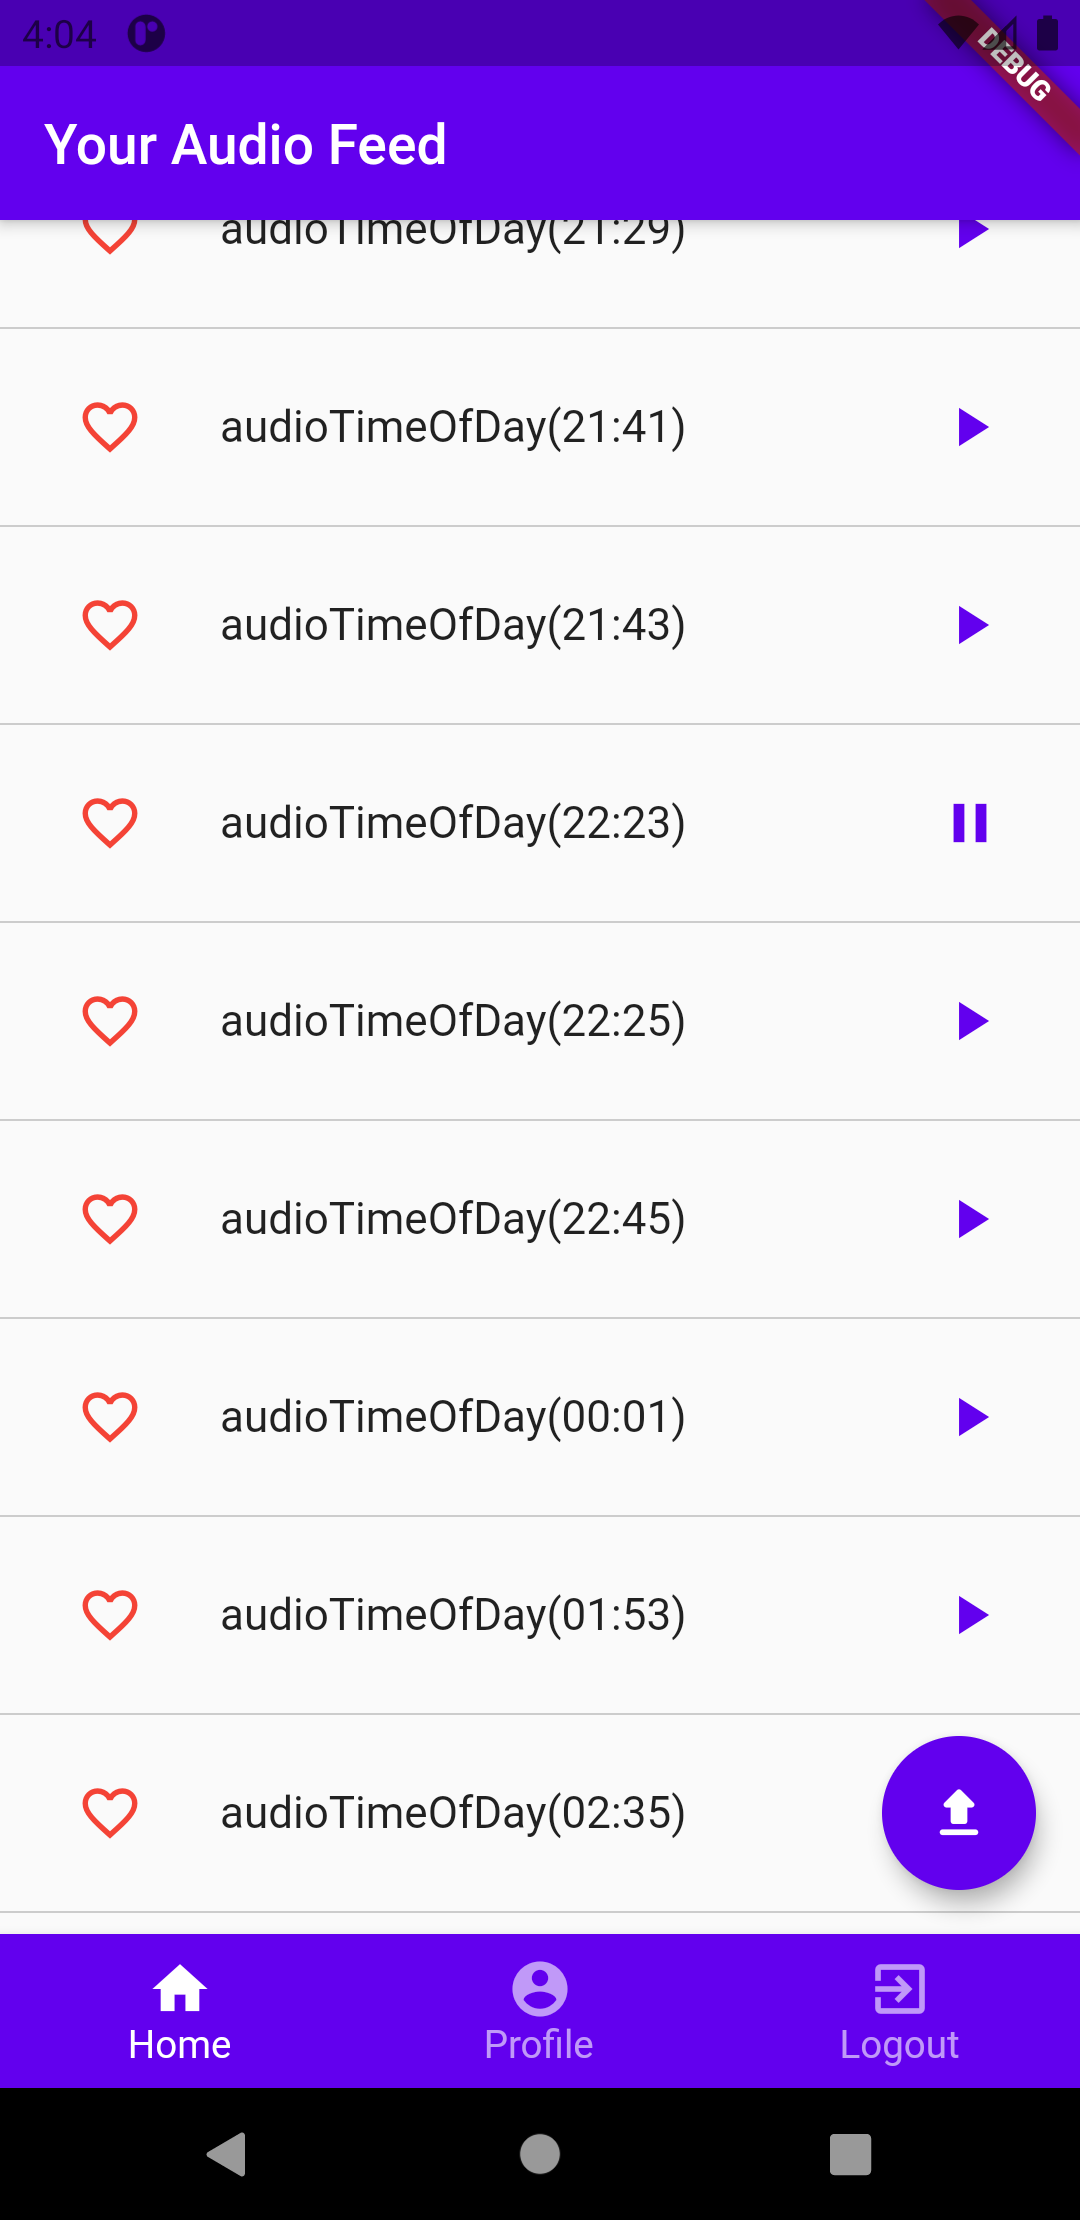 4:04
DEBUG
Your Audio Feed
audioTimeOfDay(21:29)
audioTimeOfDay(21:41)
audioTimeOfDay(21:43)
audioTimeOfDay(22:23)
audioTimeOfDay(22:25)
audioTimeOfDay(22:45)
audioTimeOfDay(00:01)
audioTimeOfDay(01:53)
audioTimeOfDay(02:35)
Home Profile Logout